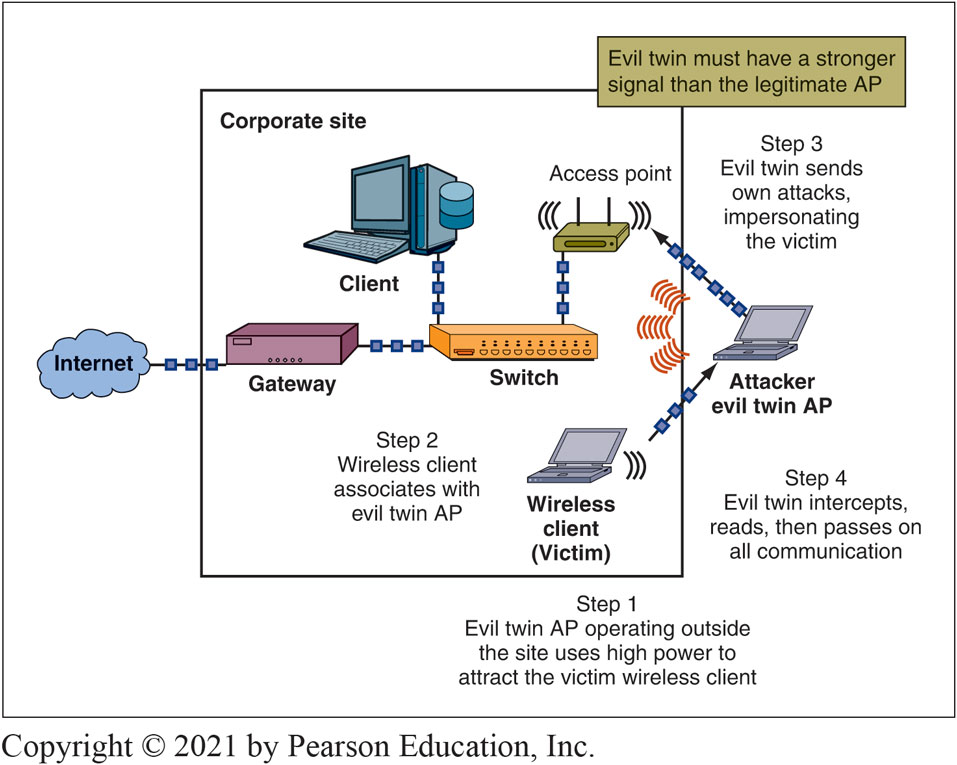 Evil twin must have a stronger
signal than the legitimate AP
Corporate site
Step 3
Evil twin sends
own attacks,
impersonating
the victim
Access point
Client
Internet
Gateway
Switch
Attacker
evil twin AP
Step 2
Wireless client
associates with
evil twin AP
Wireless
client
(Victim)
Step 4
Evil twin intercepts,
reads, then passes on
all communication
Step 1
Evil twin AP operating outside
the site uses high power to
attract the victim wireless client
Copyright © 2021 by Pearson Education, Inc.